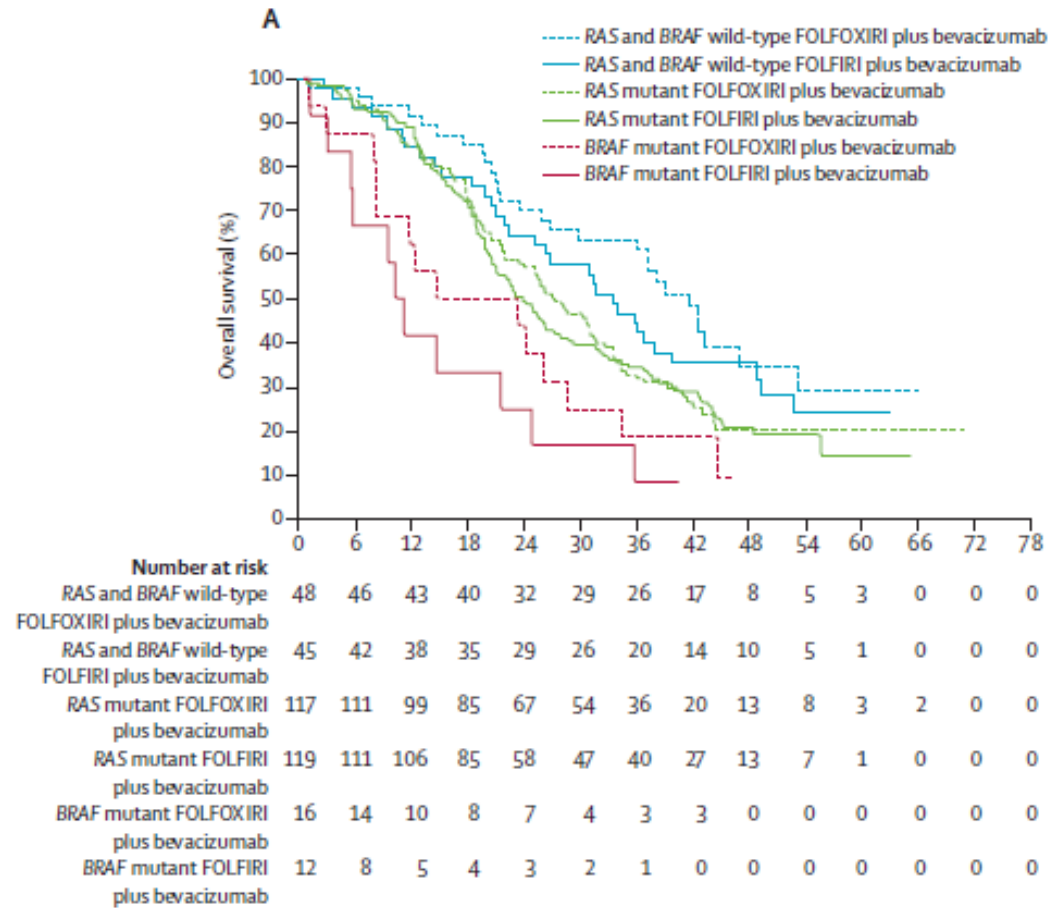 A
RAS and BRAF wild-type FOLFOXIRI plus bevacizumab
RAS and BRAF wild-type FOLFIRI plus bevacizumab
RAS mutant FOLFOXIRI plus bevacizumab
RAS mutant FOLFIRI plus bevacizumab
BRAF mutant FOLFOXIRI plus bevacizumab
BRAF mutant FOLFIRI plus bevacizumab
Overall survival (%)
100
90
80
70
60
50
40
30
20
10
0
0 6 12 18 24 30 36 42 48 54 60 66 72 78
Number at risk
RAS and BRAF wild-type 48 46 43 40 32 29 26 17 8 5 3 0 0 0
FOLFOXIRI plus bevacizumab
RAS and BRAF wild-type 45 42 38 35 29 26 20 14 10 5 1 0 0 0
FOLFIRI plus bevacizumab
RAS mutant FOLFOXIRI 117 111 99 85 67 54 36 20 13 8 3 2 0 0
plus bevacizumab
RAS mutant FOLFIRI 119 111 106 85 58 47 40 27 13 7 1 0 0 0
plus bevacizumab
BRAF mutant FOLFOXIRI 16 14 10 8 7 4 3 3 0 0 0 0 0 0
plus bevacizumab
BRAF mutant FOLFIRI 12 8 5 4 3 2 1 0 0 0 0 0 0 0
plus bevacizumab